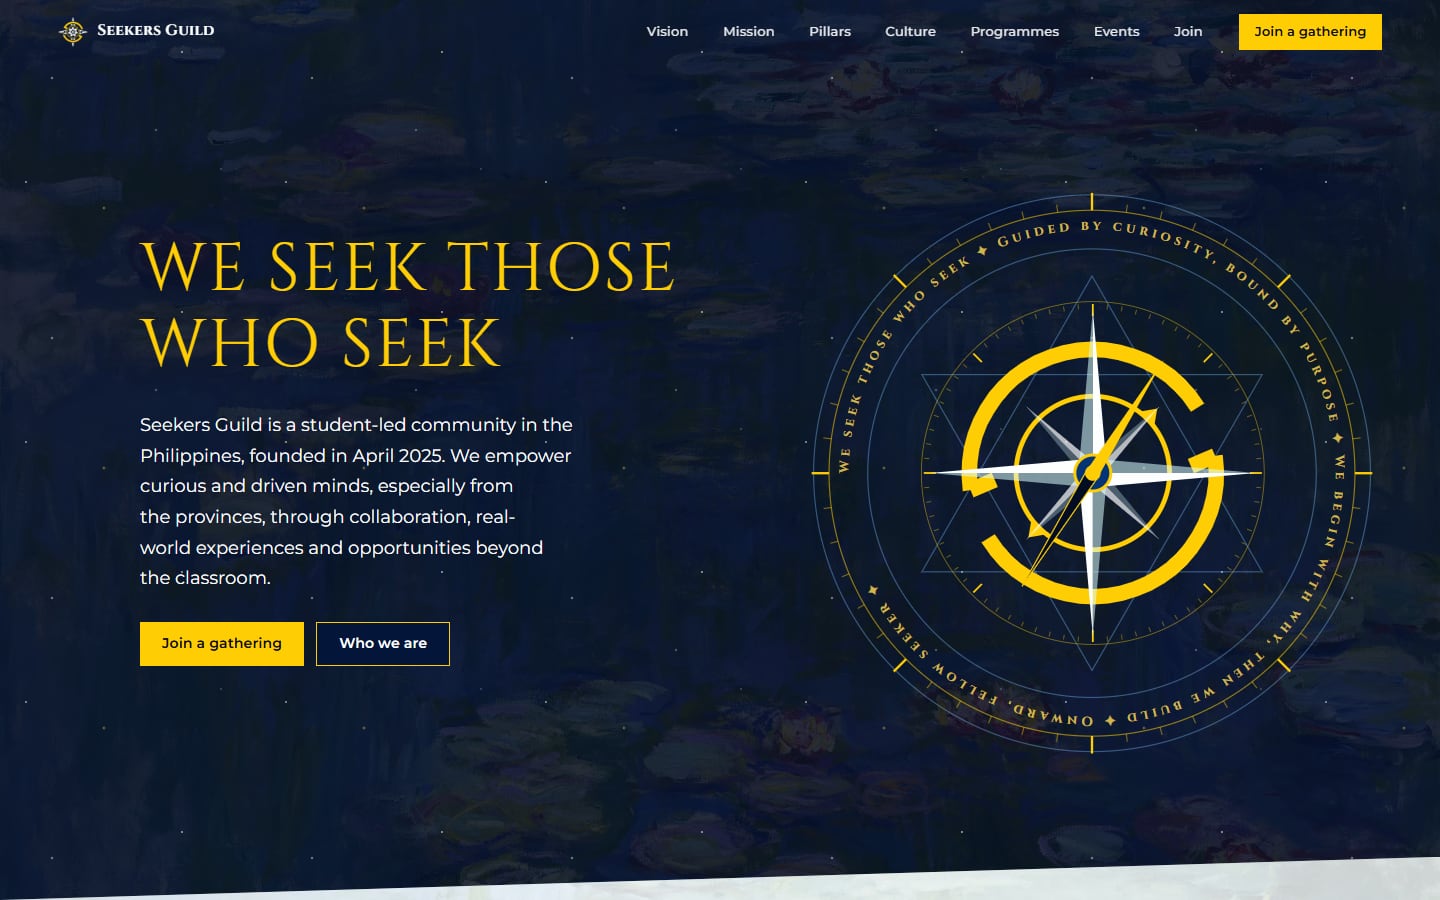 SEEKERS GUILD
Vision
Mission
Pillars
Culture
Programmes
Events
Join
Join a gathering
WE SEEK THOSE
WHO SEEK
Seekers Guild is a student-led community in the
Philippines, founded in April 2025. We empower
curious and driven minds, especially from
the provinces, through collaboration, real-
world experiences and opportunities beyond
the classroom.
Join a gathering
Who we are
WE SEEK THOSE WHO SEEK ✦ GUIDED BY CURIOSITY, BOUND BY PURPOSE ✦ WE BEGIN WITH WHY, THEN WE BUILD ✦ ONWARD, FELLOW SEEKER ✦